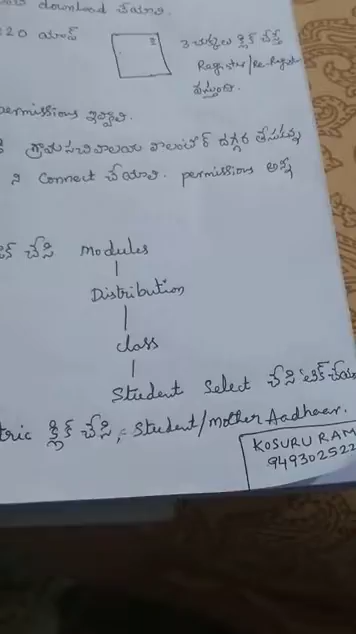 download చేయాలి.
20 యాప్
3 చుక్కలు క్లిక్ చేస్తే
Register/Re-Regist
వస్తుంది.
permissions ఇవ్వాలి.
గ్రామ సచివాలయ వాలంటీర్ దగ్గర తీసుకున్న
ని Connect చేయాలి. permissions అన్నీ
క్ చేసి Modules
Distribution
class
Student Select చేసి
tric క్లిక్ చేసి, Student/mother Aadhaar.
KOSURU RAM
949302522